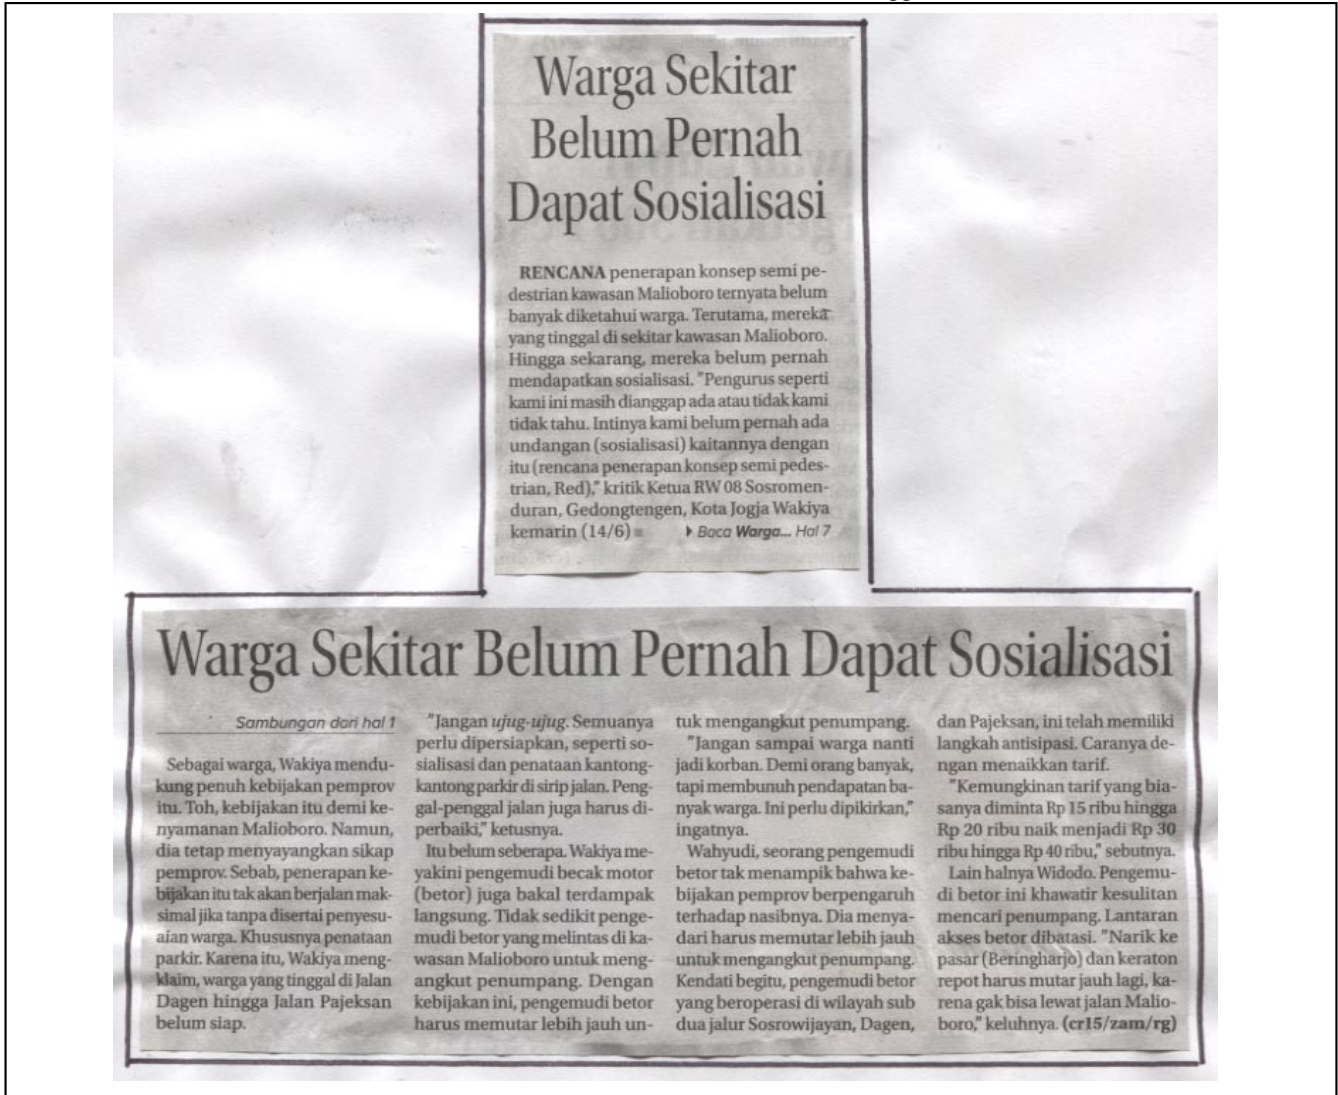 Warga Sekitar
Belum Pernah
Dapat Sosialisasi
RENCANA penerapan konsep semi pe-
destrian kawasan Malioboro ternyata belum
banyak diketahui warga. Terutama, mereka
yang tinggal di sekitar kawasan Malioboro.
Hingga sekarang, mereka belum pernah
mendapatkan sosialisasi. "Pengurus seperti
kami ini masih dianggap ada atau tidak kami
tidak tahu. Intinya kami belum pernah ada
undangan (sosialisasi) kaitannya dengan
itu (rencana penerapan konsep semi pedes-
trian, Red)," kritik Ketua RW 08 Sosromen-
duran, Gedongtengen, Kota Jogja Wakiya
kemarin (14/6) ■ ▶ Baca Warga... Hal 7
Warga Sekitar Belum Pernah Dapat Sosialisasi
Sambungan dari hal 1
Sebagai warga, Wakiya mendu-
kung penuh kebijakan pemprov
itu. Toh, kebijakan itu demi ke-
nyamanan Malioboro. Namun,
dia tetap menyayangkan sikap
pemprov. Sebab, penerapan ke-
bijakan itu tak akan berjalan mak-
simal jika tanpa disertai penyesu-
aian warga. Khususnya penataan
parkir. Karena itu, Wakiya meng-
klaim, warga yang tinggal di Jalan
Dagen hingga Jalan Pajeksan
belum siap.
"Jangan ujug-ujug. Semuanya
perlu dipersiapkan, seperti so-
sialisasi dan penataan kantong-
kantong parkir di sirip jalan. Peng-
gal-penggal jalan juga harus di-
perbaiki," ketusnya.
Itu belum seberapa. Wakiya me-
yakini pengemudi becak motor
(betor) juga bakal terdampak
langsung. Tidak sedikit penge-
mudi betor yang melintas di ka-
wasan Malioboro untuk meng-
angkut penumpang. Dengan
kebijakan ini, pengemudi betor
harus memutar lebih jauh un-
tuk mengangkut penumpang.
"Jangan sampai warga nanti
jadi korban. Demi orang banyak,
tapi membunuh pendapatan ba-
nyak warga. Ini perlu dipikirkan,"
ingatnya.
Wahyudi, seorang pengemudi
betor tak menampik bahwa ke-
bijakan pemprov berpengaruh
terhadap nasibnya. Dia menya-
dari harus memutar lebih jauh
untuk mengangkut penumpang.
Kendati begitu, pengemudi betor
yang beroperasi di wilayah sub
dua jalur Sosrowijayan, Dagen,
dan Pajeksan, ini telah memiliki
langkah antisipasi. Caranya de-
ngan menaikkan tarif.
"Kemungkinan tarif yang bia-
sanya diminta Rp 15 ribu hingga
Rp 20 ribu naik menjadi Rp 30
ribu hingga Rp 40 ribu," sebutnya.
Lain halnya Widodo. Pengemu-
di betor ini khawatir kesulitan
mencari penumpang. Lantaran
akses betor dibatasi. "Narik ke
pasar (Beringharjo) dan keraton
repot harus mutar jauh lagi, ka-
rena gak bisa lewat jalan Malio-
boro," keluhnya. (cr15/zam/rg)